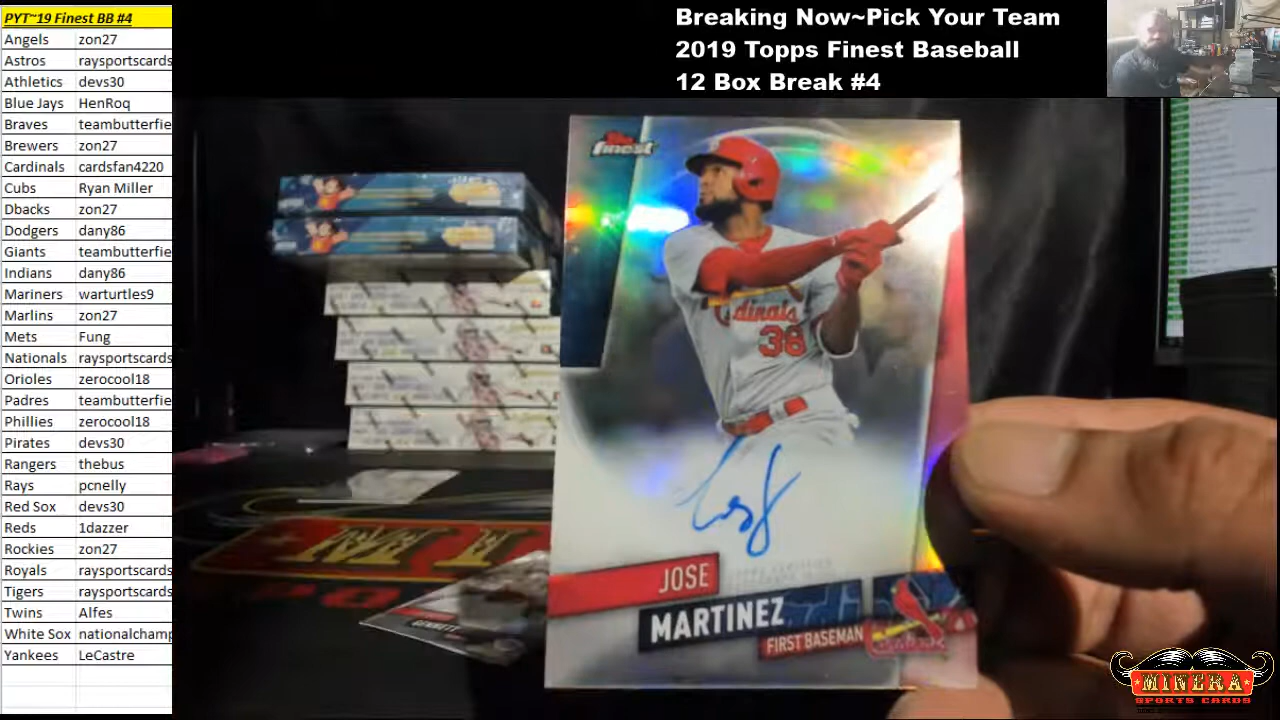 PYT~19 Finest BB #4
Angels zon27
Astros raysportscards
Athletics devs30
Blue Jays HenRoq
Braves teambutterfie
Brewers zon27
Cardinals cardsfan4220
Cubs Ryan Miller
Dbacks zon27
Dodgers dany86
Giants teambutterfie
Indians dany86
Mariners warturtles9
Marlins zon27
Mets Fung
Nationals raysportscards
Orioles zerocool18
Padres teambutterfie
Phillies zerocool18
Pirates devs30
Rangers thebus
Rays pcnelly
Red Sox devs30
Reds 1dazzer
Rockies zon27
Royals raysportscards
Tigers raysportscards
Twins Alfes
White Sox nationalchamp
Yankees LeCastre
Breaking Now~Pick Your Team
2019 Topps Finest Baseball
12 Box Break #4
finest
Cardinals
38
JOSE
MARTINEZ
FIRST BASEMAN
MI
MINERA
SPORTS CARDS